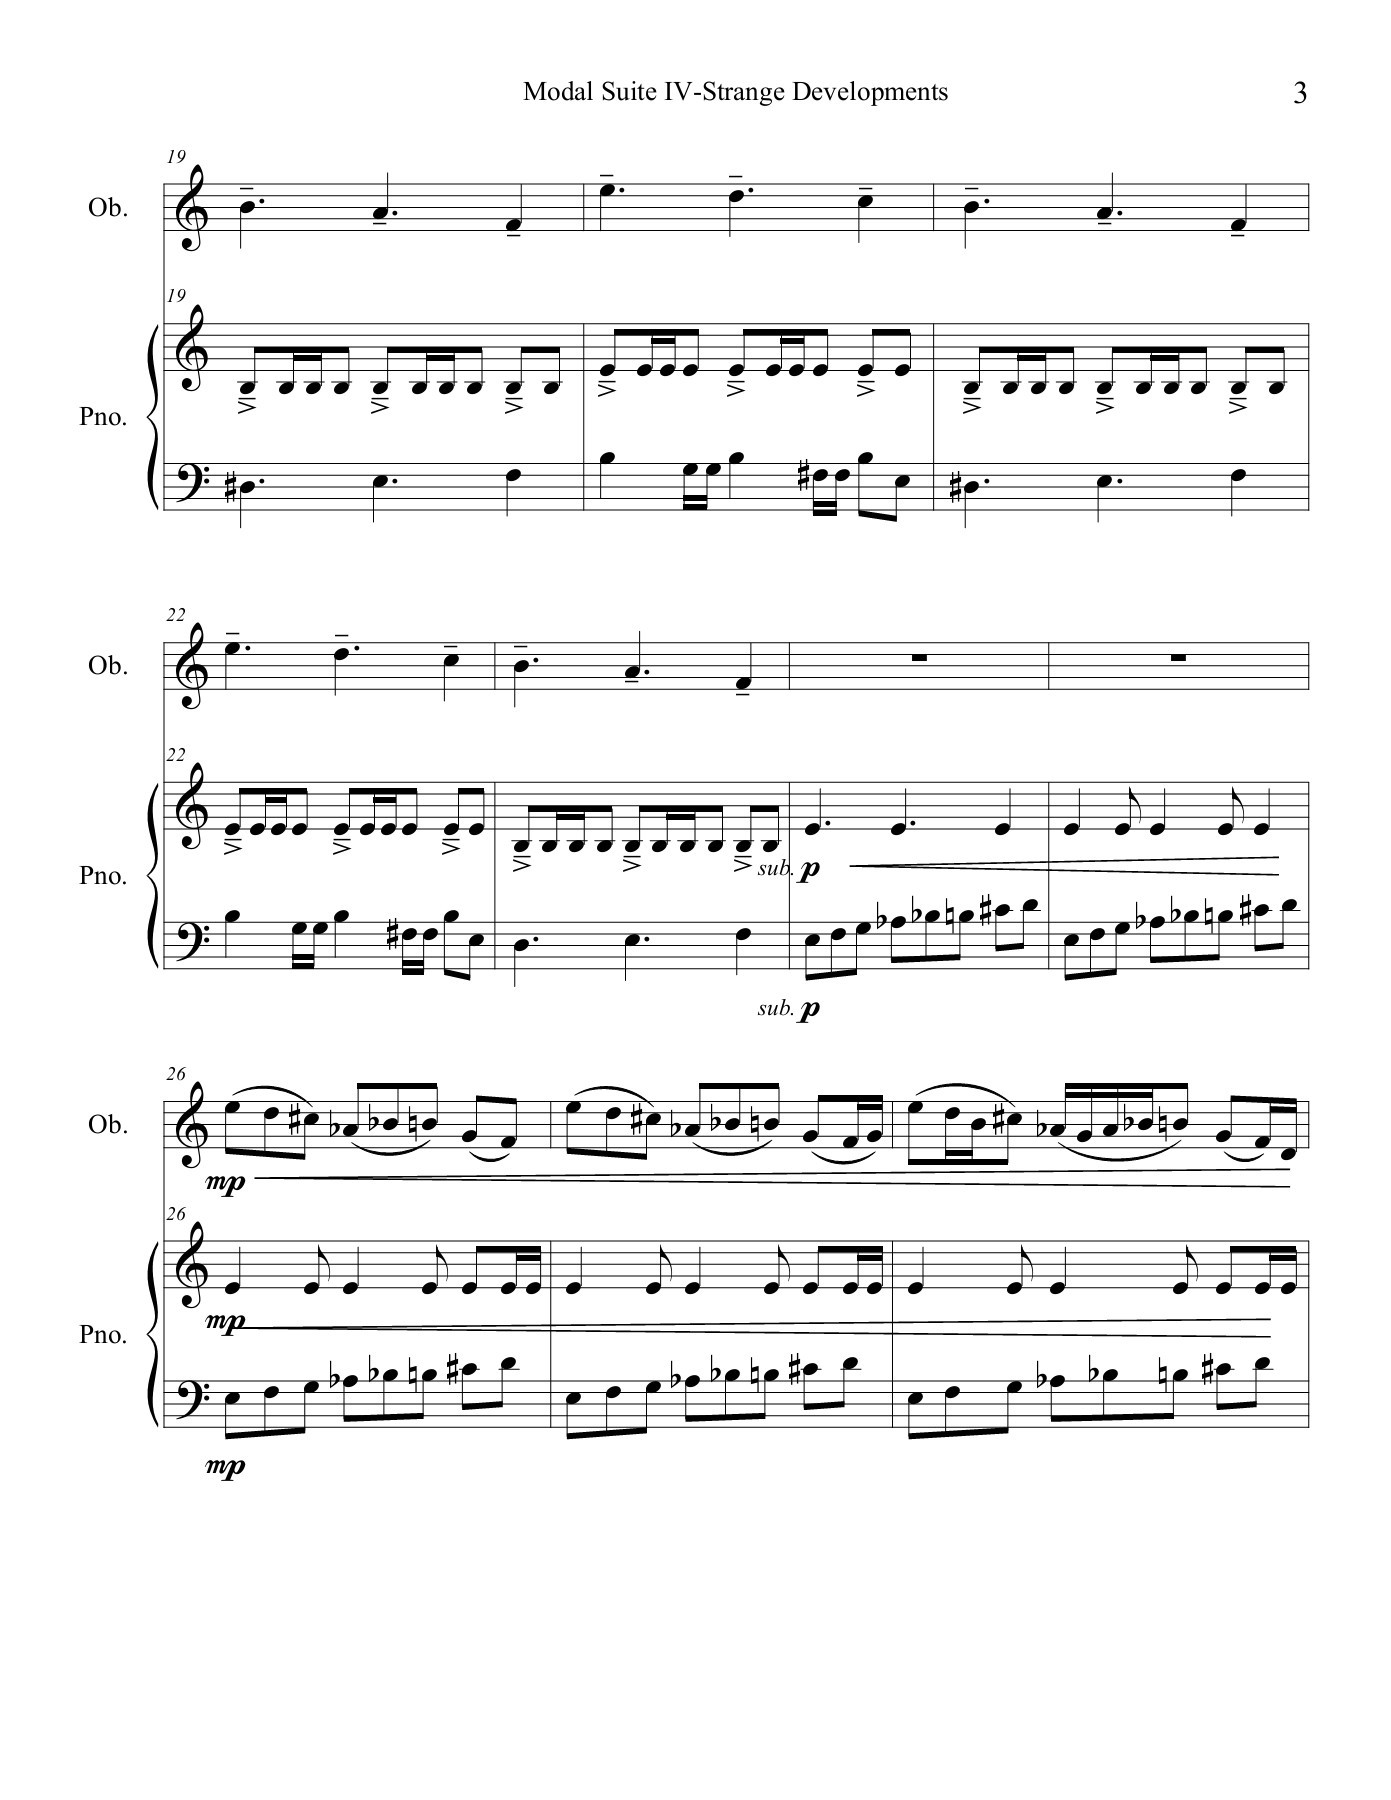 Modal Suite IV-Strange Developments
3
19
Ob.
19
Pno.
22
Ob.
22
sub. p
Pno.
sub. p
26
Ob.
mp
26
mp
Pno.
mp